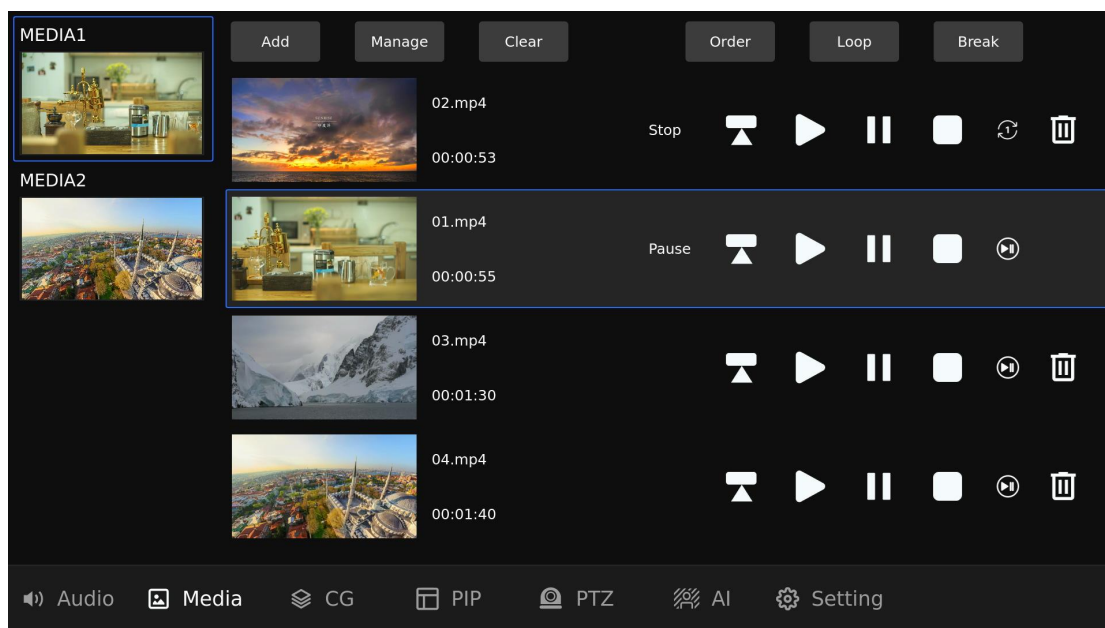 MEDIA1
MEDIA2
Add Manage Clear Order Loop Break
02.mp4
Stop
00:00:53
01.mp4
Pause
00:00:55
03.mp4
00:01:30
04.mp4
00:01:40
Audio Media CG PIP PTZ AI Setting